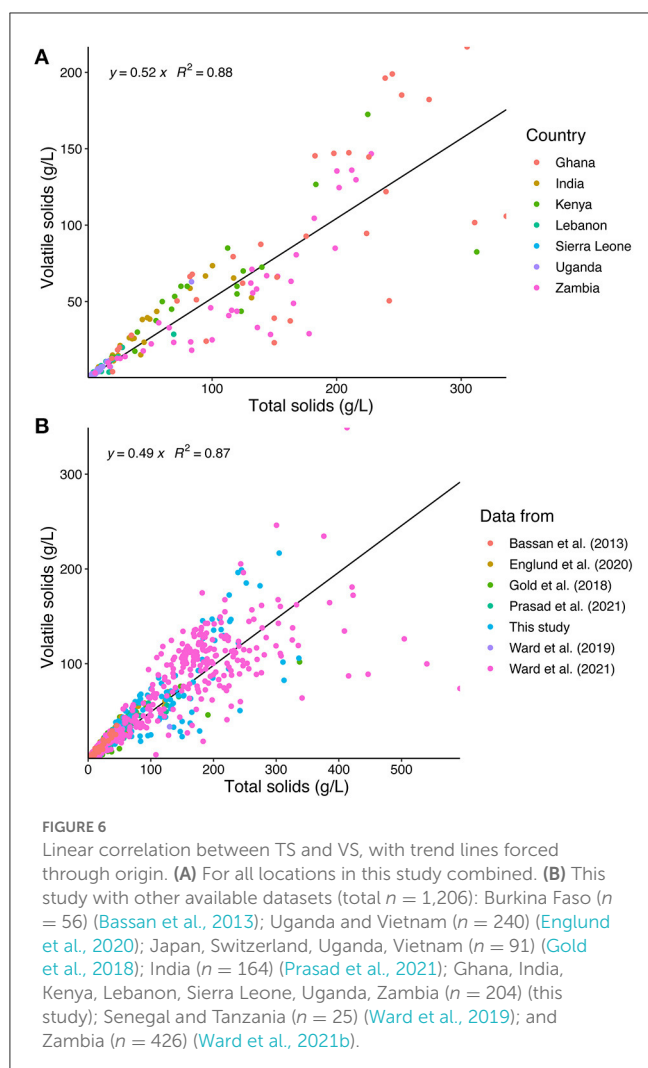 A
y = 0.52 x R² = 0.88
200
150
100
50
Volatile solids (g/L)
100
200
300
Total solids (g/L)
Country
Ghana
India
Kenya
Lebanon
Sierra Leone
Uganda
Zambia
B
y = 0.49 x R² = 0.87
300
200
100
Volatile solids (g/L)
0
100
200
300
400
500
Total solids (g/L)
Data from
Bassan et al. (2013)
Englund et al. (2020)
Gold et al. (2018)
Prasad et al. (2021)
This study
Ward et al. (2019)
Ward et al. (2021)
FIGURE 6
Linear correlation between TS and VS, with trend lines forced
through origin. (A) For all locations in this study combined. (B) This
study with other available datasets (total n = 1,206): Burkina Faso (n
= 56) (Bassan et al., 2013); Uganda and Vietnam (n = 240) (Englund
et al., 2020); Japan, Switzerland, Uganda, Vietnam (n = 91) (Gold
et al., 2018); India (n = 164) (Prasad et al., 2021); Ghana, India,
Kenya, Lebanon, Sierra Leone, Uganda, Zambia (n = 204) (this
study); Senegal and Tanzania (n = 25) (Ward et al., 2019); and
Zambia (n = 426) (Ward et al., 2021b).